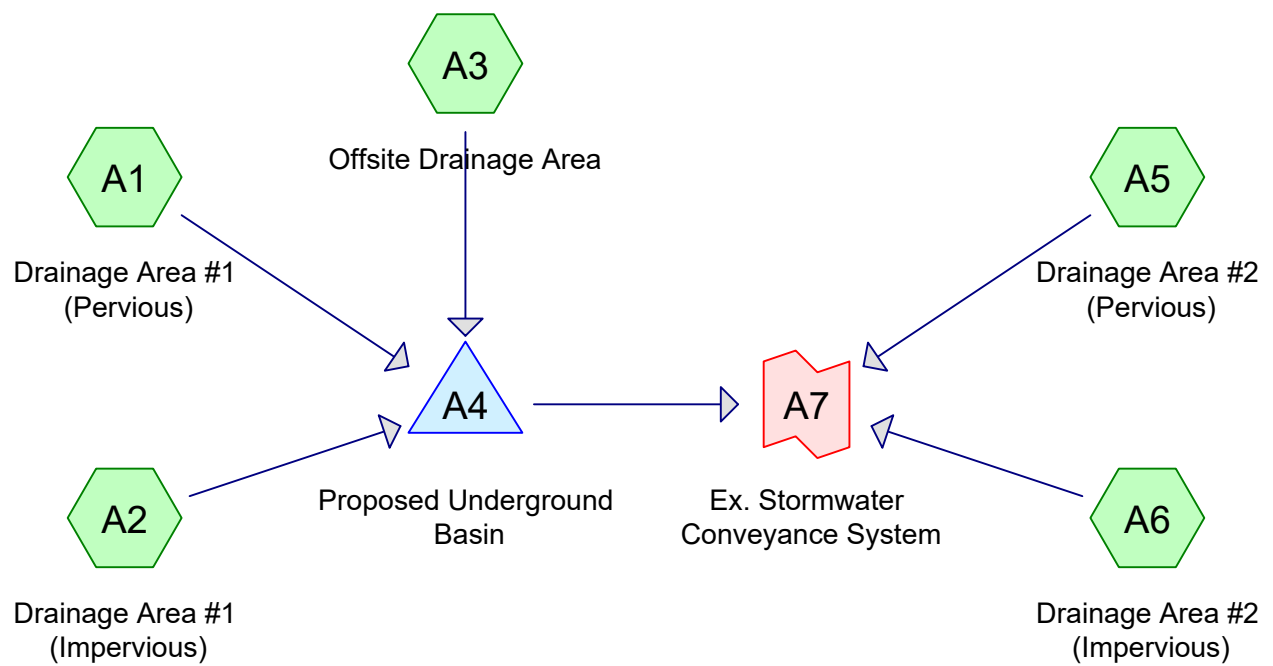 A3
Offsite Drainage Area
A1
Drainage Area #1
(Pervious)
A5
Drainage Area #2
(Pervious)
A4
Proposed Underground
Basin
A7
Ex. Stormwater
Conveyance System
A2
Drainage Area #1
(Impervious)
A6
Drainage Area #2
(Impervious)